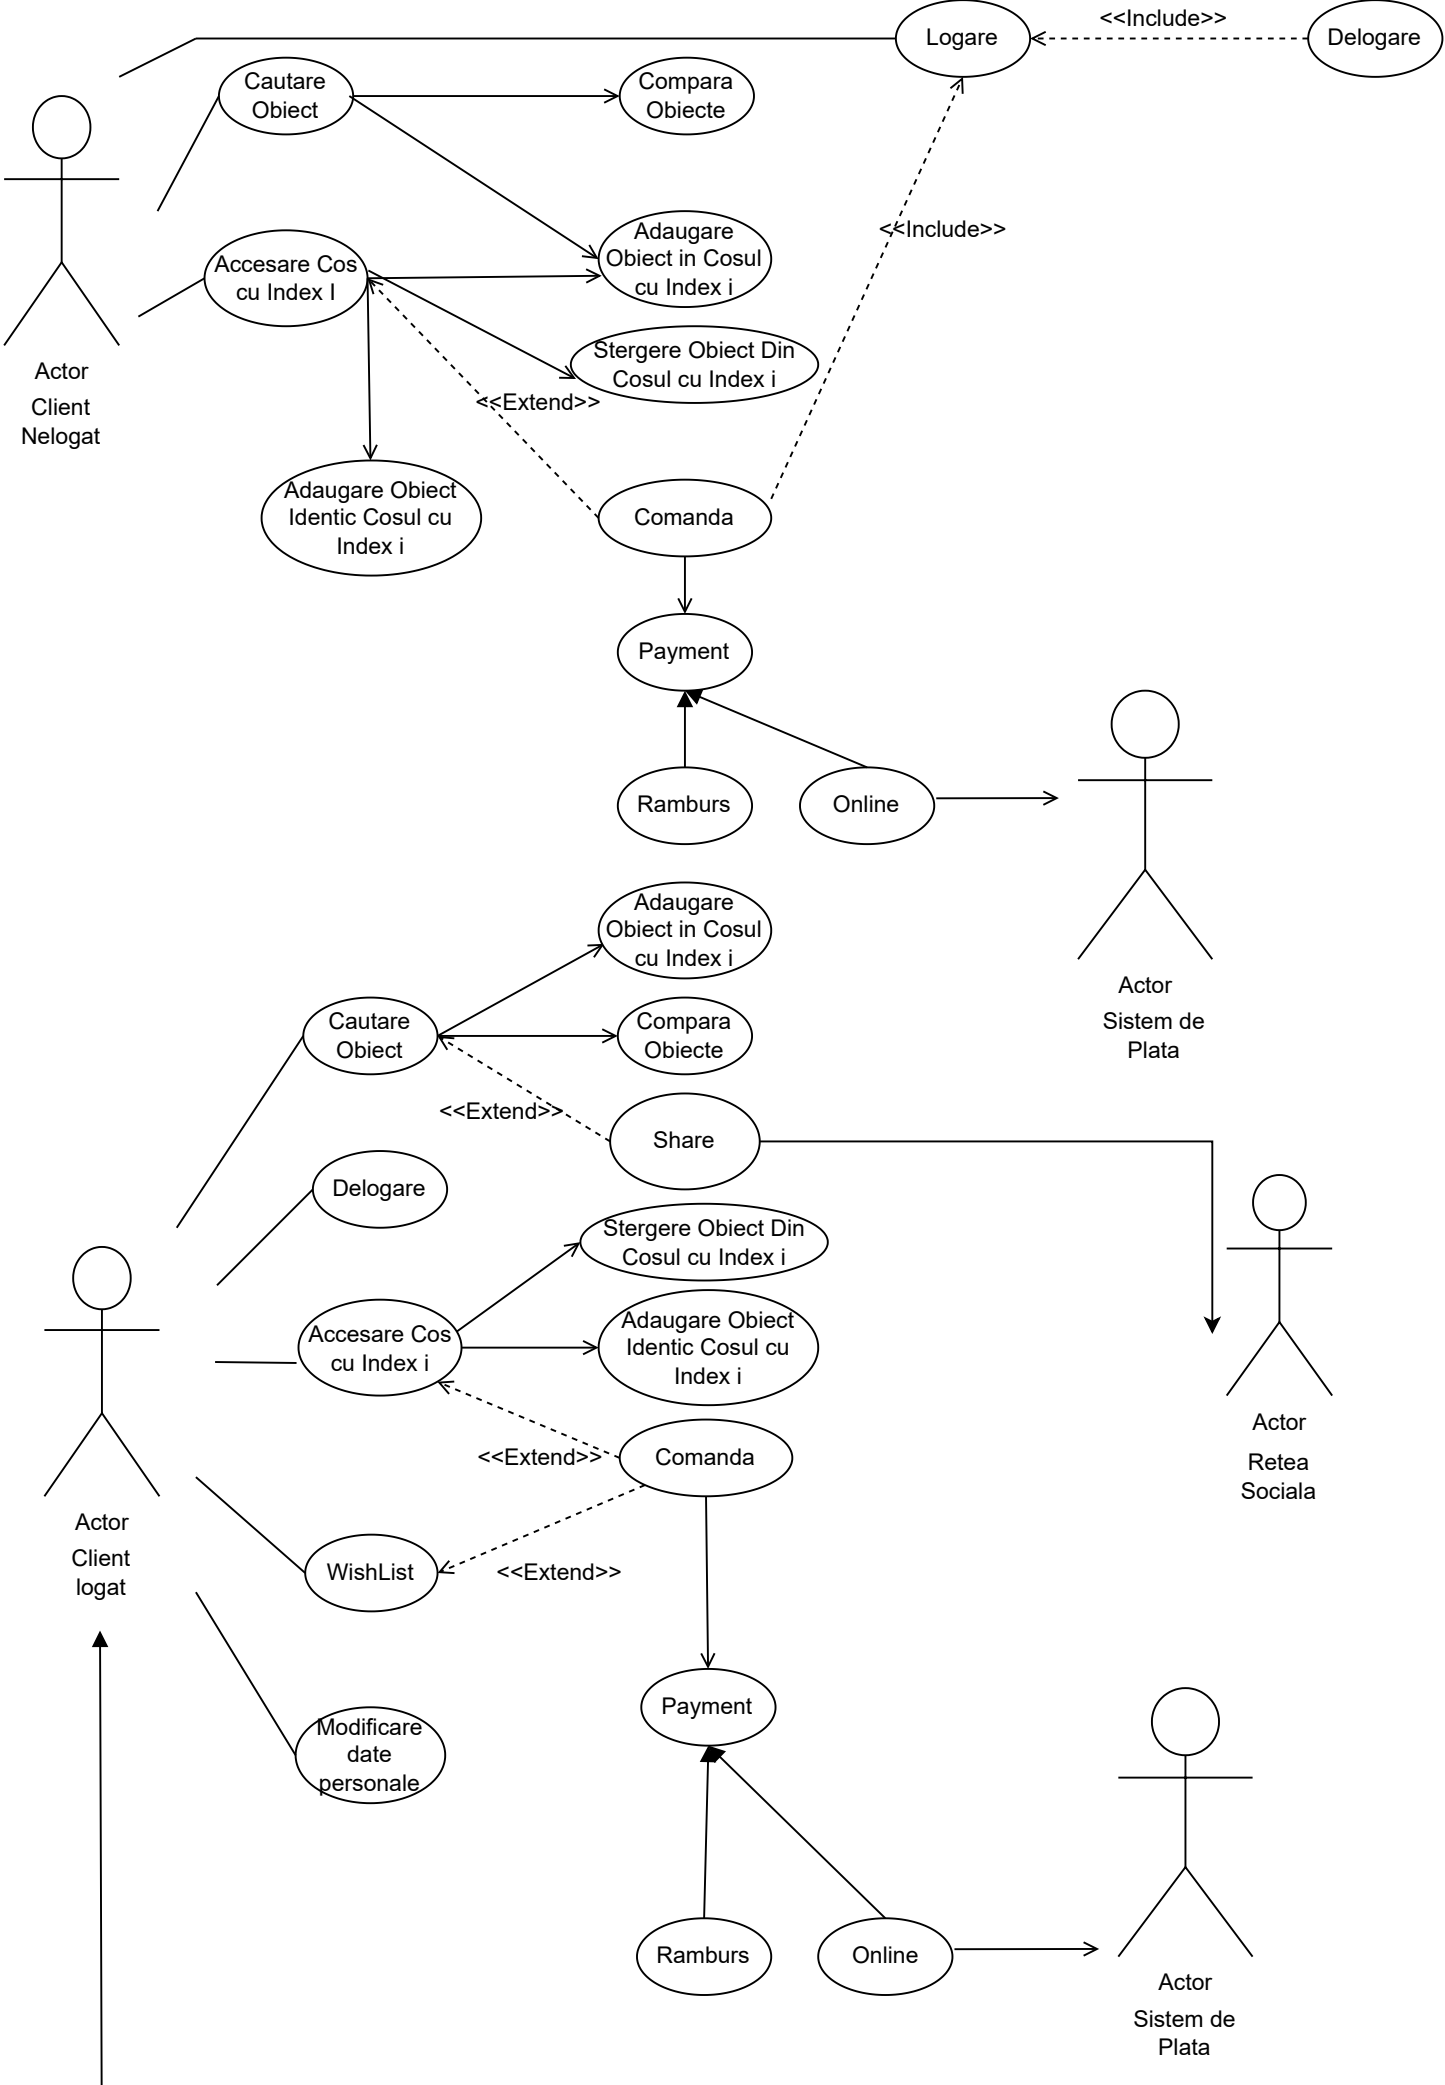 Logare
<<Include>>
Delogare
Cautare
Obiect
Compara
Obiecte
Adaugare
Obiect in Cosul
cu Index i
<<Include>>
Accesare Cos
cu Index I
Stergere Obiect Din
Cosul cu Index i
Actor
Client
Nelogat
<<Extend>>
Adaugare Obiect
Identic Cosul cu
Index i
Comanda
Payment
Ramburs
Online
Actor
Sistem de
Plata
Adaugare
Obiect in Cosul
cu Index i
Cautare
Obiect
Compara
Obiecte
<<Extend>>
Share
Delogare
Stergere Obiect Din
Cosul cu Index i
Accesare Cos
cu Index i
Adaugare Obiect
Identic Cosul cu
Index i
Actor
Retea
Sociala
<<Extend>>
Comanda
Actor
Client
logat
WishList
<<Extend>>
Payment
Modificare
date
personale
Ramburs
Online
Actor
Sistem de
Plata